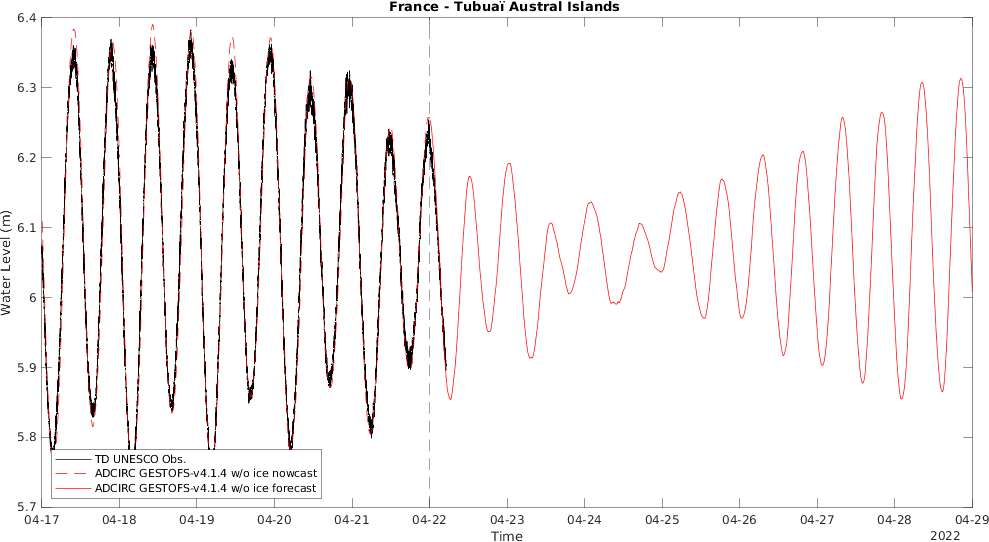 France - Tubuaï Austral Islands
6.4
6.3
6.2
6.1
6
5.9
5.8
5.7
Water Level (m)
TD UNESCO Obs.
ADCIRC GESTOFS-v4.1.4 w/o ice nowcast
ADCIRC GESTOFS-v4.1.4 w/o ice forecast
04-17 04-18 04-19 04-20 04-21 04-22 04-23 04-24 04-25 04-26 04-27 04-28 04-29
Time
2022